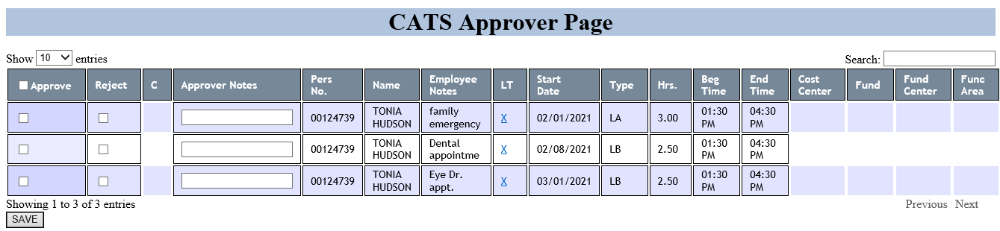 CATS Approver Page
Show 10 entries
Search:
Approve Reject C Approver Notes Pers No. Name Employee Notes LT Start Date Type Hrs. Beg Time End Time Cost Center Fund Fund Center Func Area
00124739 TONIA HUDSON family emergency X 02/01/2021 LA 3.00 01:30 PM 04:30 PM
00124739 TONIA HUDSON Dental appointme X 02/08/2021 LB 2.50 01:30 PM 04:30 PM
00124739 TONIA HUDSON Eye Dr. appt. X 03/01/2021 LB 2.50 01:30 PM 04:30 PM
Showing 1 to 3 of 3 entries
Previous Next
SAVE